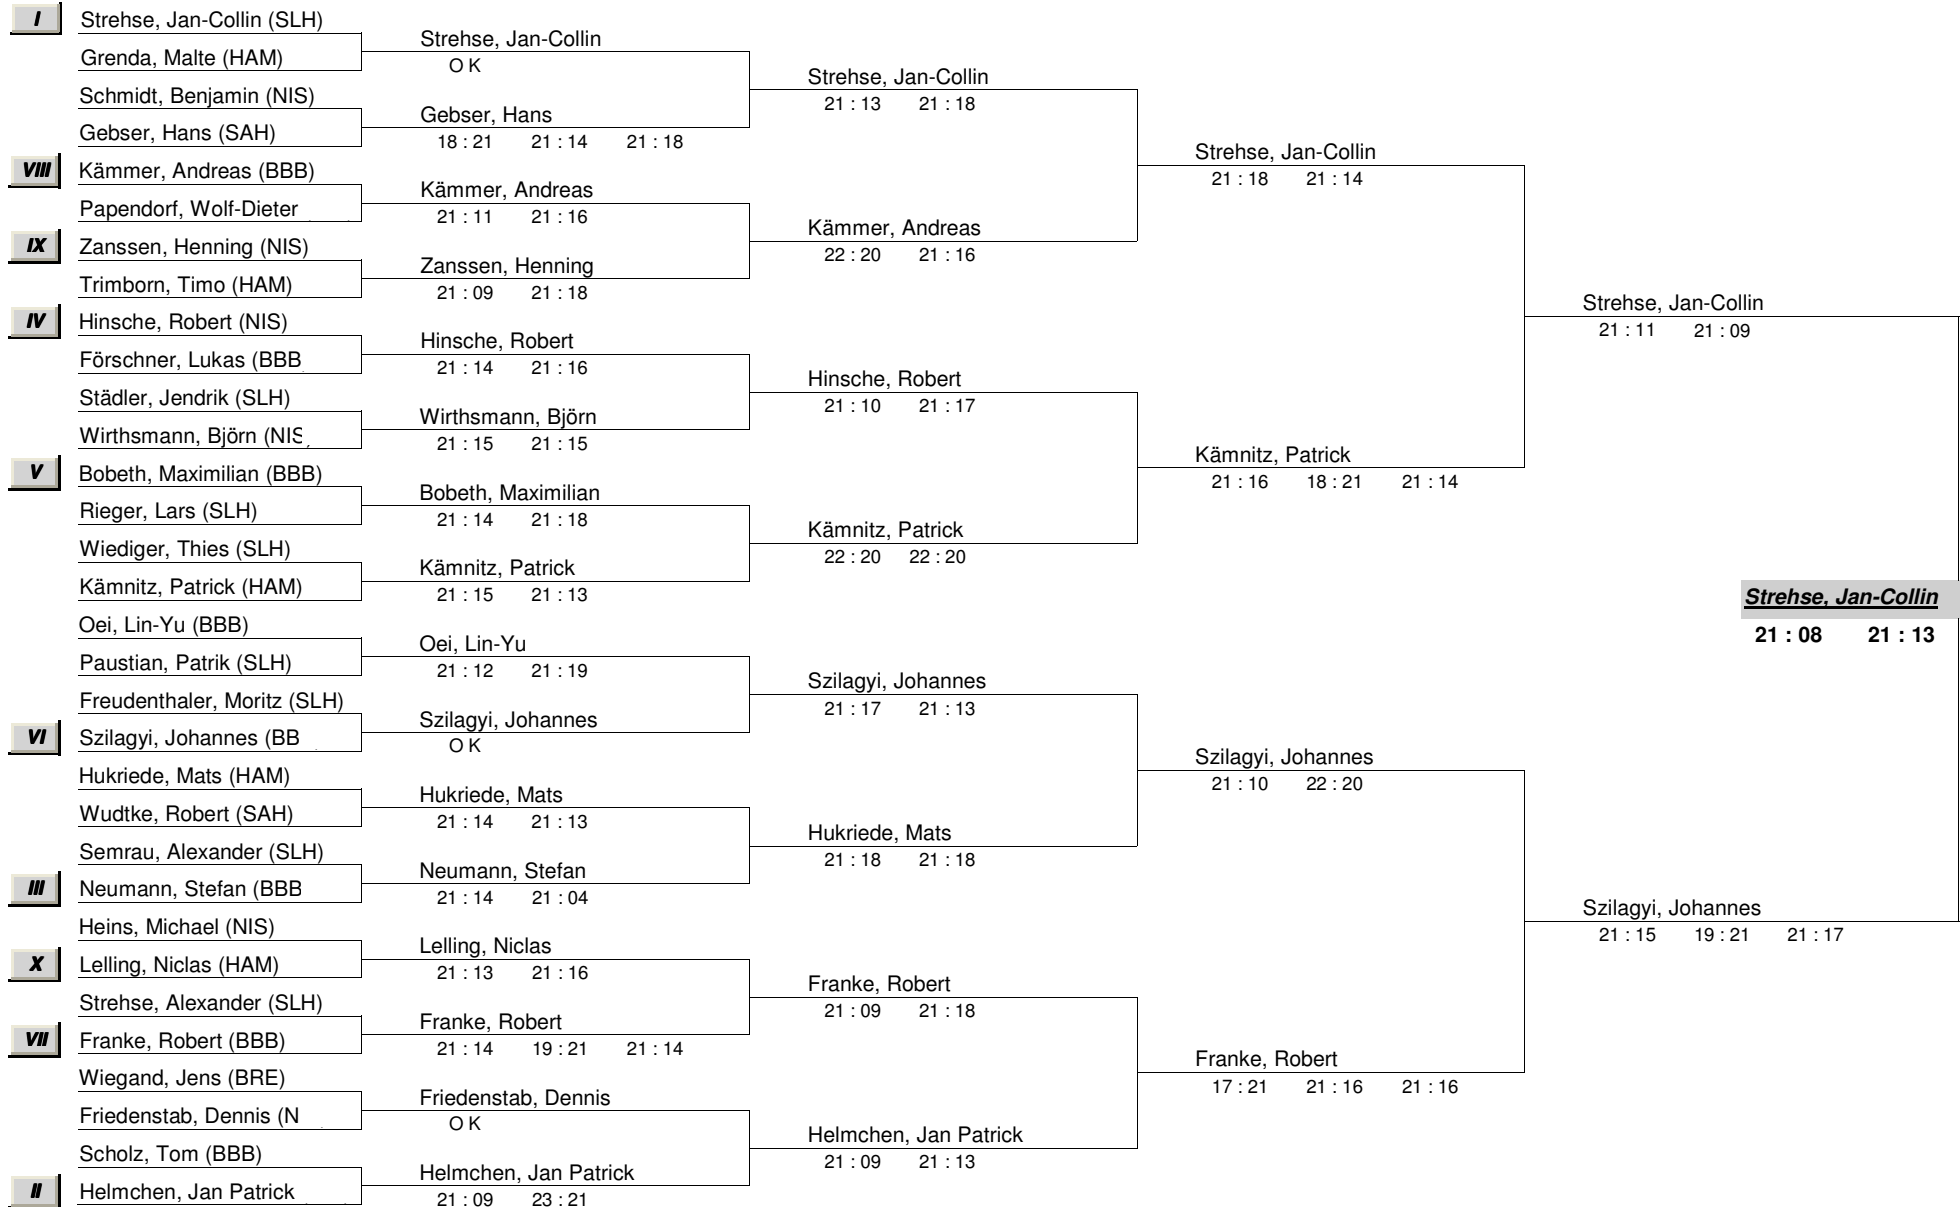 I
Strehse, Jan-Collin (SLH)
Grenda, Malte (HAM)
Schmidt, Benjamin (NIS)
Gebser, Hans (SAH)
VIII
Kämmer, Andreas (BBB)
Papendorf, Wolf-Dieter
IX
Zanssen, Henning (NIS)
Trimborn, Timo (HAM)
IV
Hinsche, Robert (NIS)
Förschner, Lukas (BBB
Städler, Jendrik (SLH)
Wirthsmann, Björn (NIS
V
Bobeth, Maximilian (BBB)
Rieger, Lars (SLH)
Wiediger, Thies (SLH)
Kämnitz, Patrick (HAM)
Oei, Lin-Yu (BBB)
Paustian, Patrik (SLH)
Freudenthaler, Moritz (SLH)
VI
Szilagyi, Johannes (BB
Hukriede, Mats (HAM)
Wudtke, Robert (SAH)
Semrau, Alexander (SLH)
III
Neumann, Stefan (BBB
Heins, Michael (NIS)
X
Lelling, Niclas (HAM)
Strehse, Alexander (SLH)
VII
Franke, Robert (BBB)
Wiegand, Jens (BRE)
Friedenstab, Dennis (N
Scholz, Tom (BBB)
II
Helmchen, Jan Patrick
Strehse, Jan-Collin
O K
Gebser, Hans
18 : 21 21 : 14 21 : 18
Kämmer, Andreas
21 : 11 21 : 16
Zanssen, Henning
21 : 09 21 : 18
Hinsche, Robert
21 : 14 21 : 16
Wirthsmann, Björn
21 : 15 21 : 15
Bobeth, Maximilian
21 : 14 21 : 18
Kämnitz, Patrick
21 : 15 21 : 13
Oei, Lin-Yu
21 : 12 21 : 19
Szilagyi, Johannes
O K
Hukriede, Mats
21 : 14 21 : 13
Neumann, Stefan
21 : 14 21 : 04
Lelling, Niclas
21 : 13 21 : 16
Franke, Robert
21 : 14 19 : 21 21 : 14
Friedenstab, Dennis
O K
Helmchen, Jan Patrick
21 : 09 23 : 21
Strehse, Jan-Collin
21 : 13 21 : 18
Kämmer, Andreas
22 : 20 21 : 16
Hinsche, Robert
21 : 10 21 : 17
Kämnitz, Patrick
22 : 20 22 : 20
Szilagyi, Johannes
21 : 17 21 : 13
Hukriede, Mats
21 : 18 21 : 18
Franke, Robert
21 : 09 21 : 18
Helmchen, Jan Patrick
21 : 09 21 : 13
Strehse, Jan-Collin
21 : 18 21 : 14
Kämnitz, Patrick
21 : 16 18 : 21 21 : 14
Szilagyi, Johannes
21 : 10 22 : 20
Franke, Robert
17 : 21 21 : 16 21 : 16
Strehse, Jan-Collin
21 : 11 21 : 09
Szilagyi, Johannes
21 : 15 19 : 21 21 : 17
Strehse, Jan-Collin
21 : 08 21 : 13